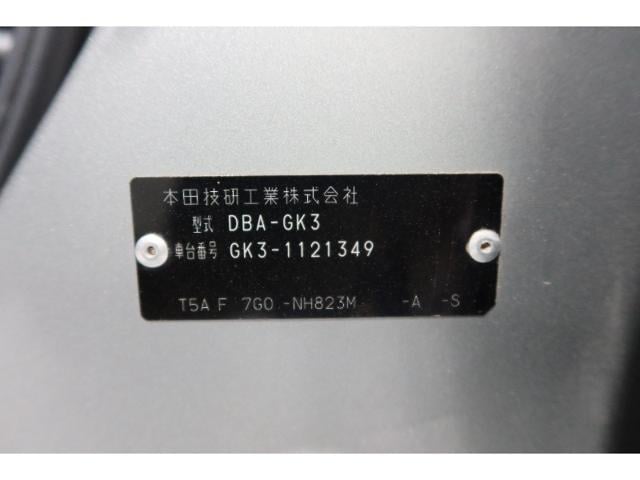 本田技研工業株式会社
型式 DBA-GK3
車台番号 GK3-1121349
T5A F 7G0 -NH823M -A -S